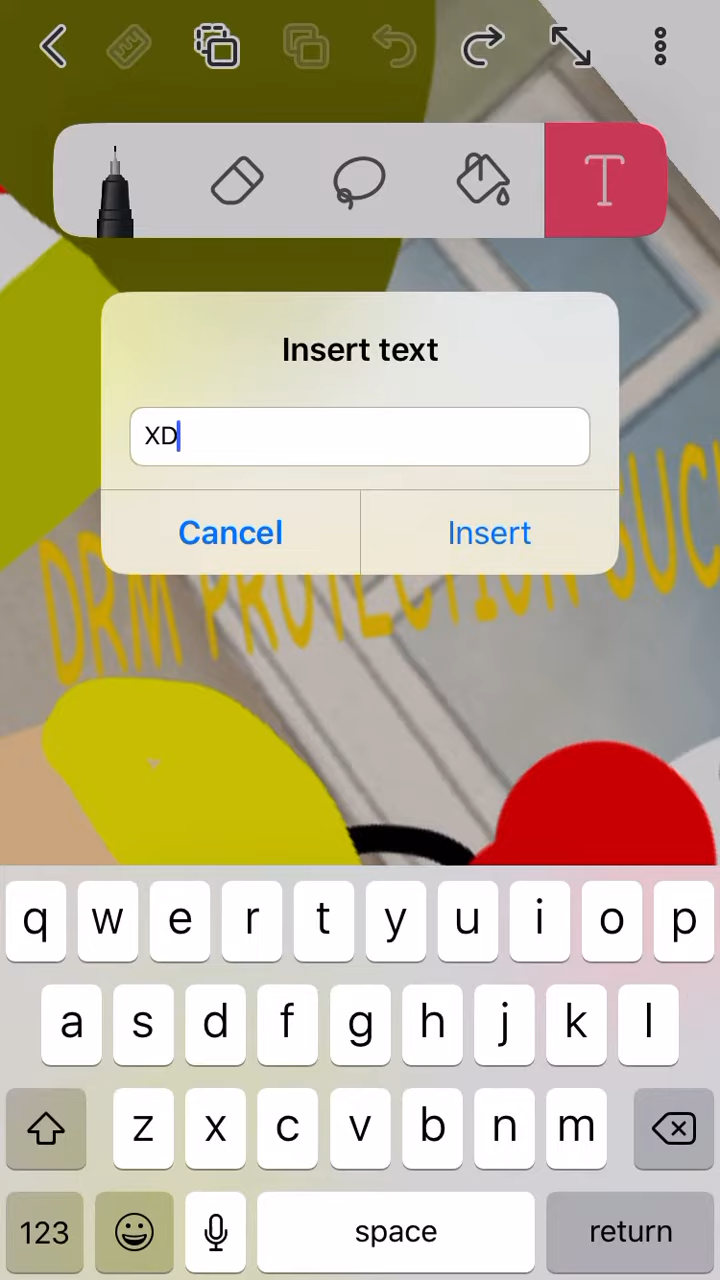 T
Insert text
XD
Cancel
Insert
DRM PROTECTION SUC
q w e r t y u i o p
a s d f g h j k l
z x c v b n m
123
space
return